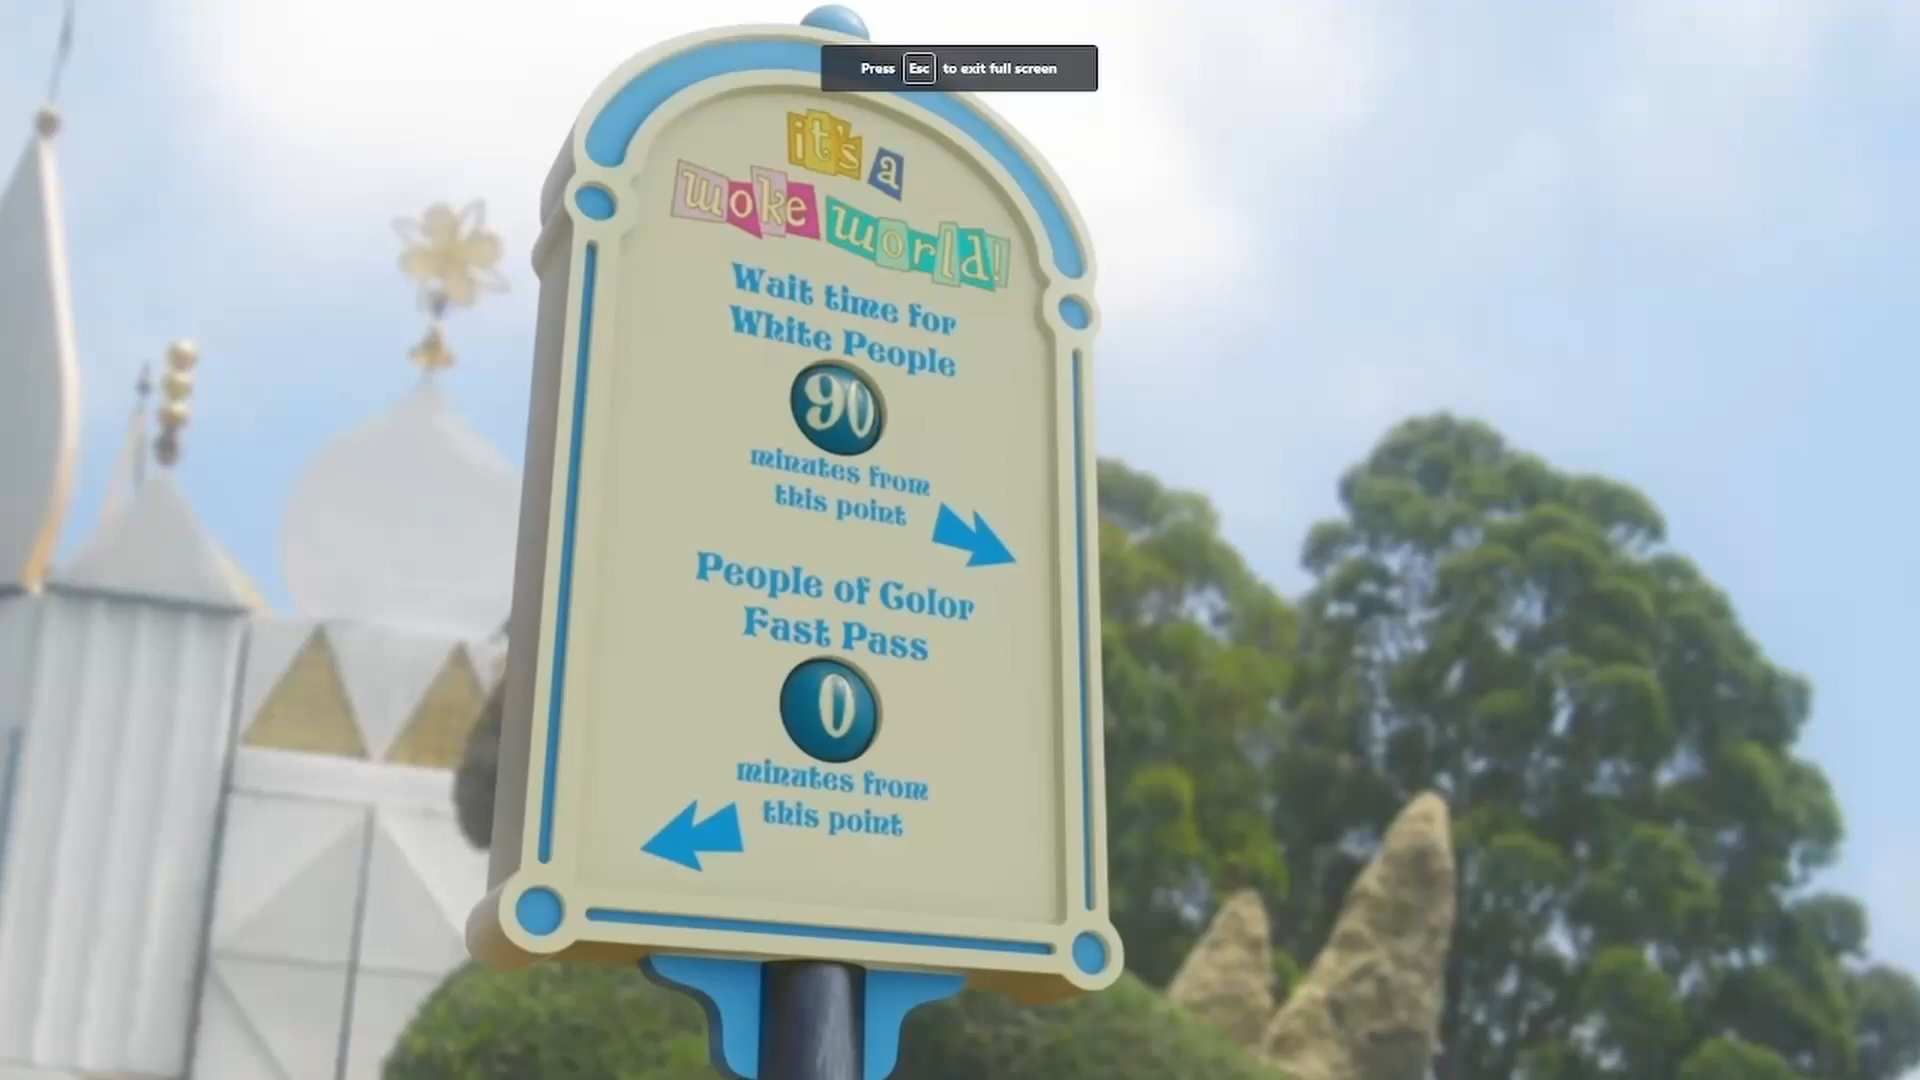 Press Esc to exit full screen
it's a
woke world!
Wait time for
White People
90
minutes from
this point
People of Color
Fast Pass
0
minutes from
this point